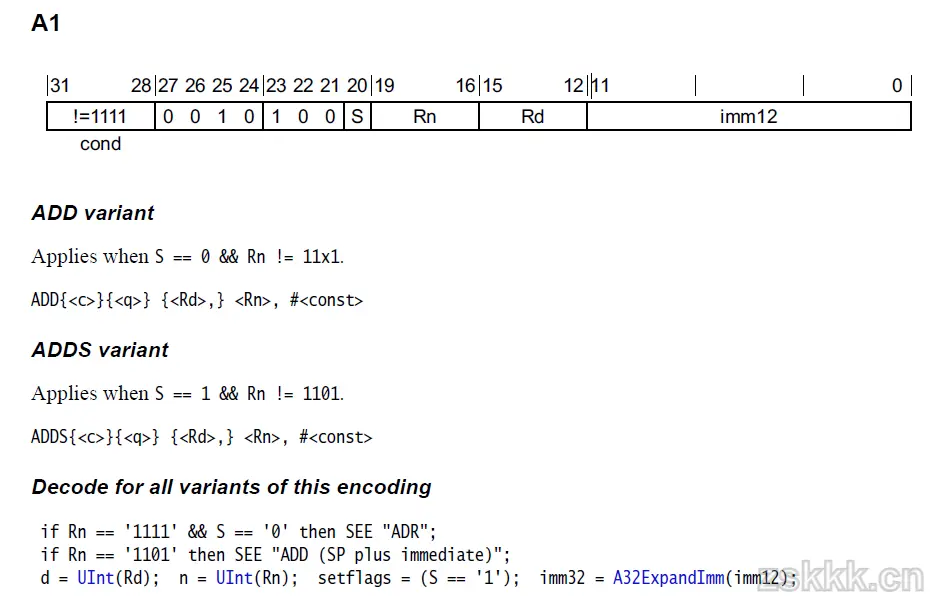 A1
31 28 27 26 25 24 23 22 21 20 19 16 15 12 11 0
!=1111 0 0 1 0 1 0 0 S Rn Rd imm12
cond
ADD variant
Applies when S == 0 && Rn != 11x1.
ADD{<c>}{<q>} {<Rd>,} <Rn>, #<const>
ADDS variant
Applies when S == 1 && Rn != 1101.
ADDS{<c>}{<q>} {<Rd>,} <Rn>, #<const>
Decode for all variants of this encoding
if Rn == '1111' && S == '0' then SEE "ADR";
if Rn == '1101' then SEE "ADD (SP plus immediate)";
d = UInt(Rd); n = UInt(Rn); setflags = (S == '1'); imm32 = A32ExpandImm(imm12);
zskkk.cn